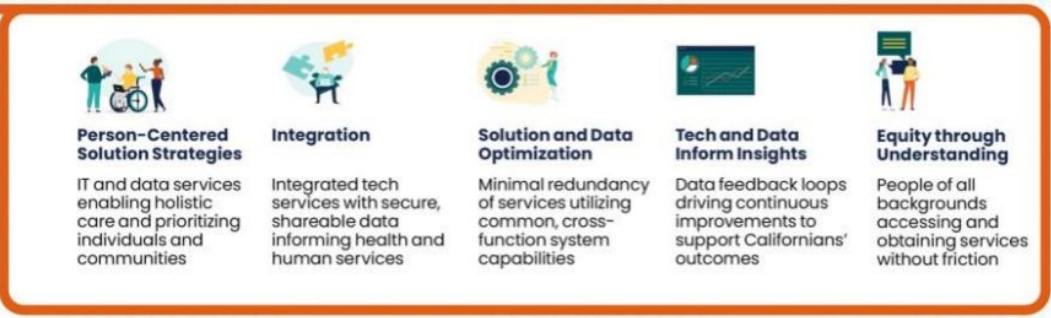 Person-Centered
Solution Strategies
IT and data services
enabling holistic
care and prioritizing
individuals and
communities
Integration
Integrated tech
services with secure,
shareable data
informing health and
human services
Solution and Data
Optimization
Minimal redundancy
of services utilizing
common, cross-
function system
capabilities
Tech and Data
Inform Insights
Data feedback loops
driving continuous
improvements to
support Californians'
outcomes
Equity through
Understanding
People of all
backgrounds
accessing and
obtaining services
without friction